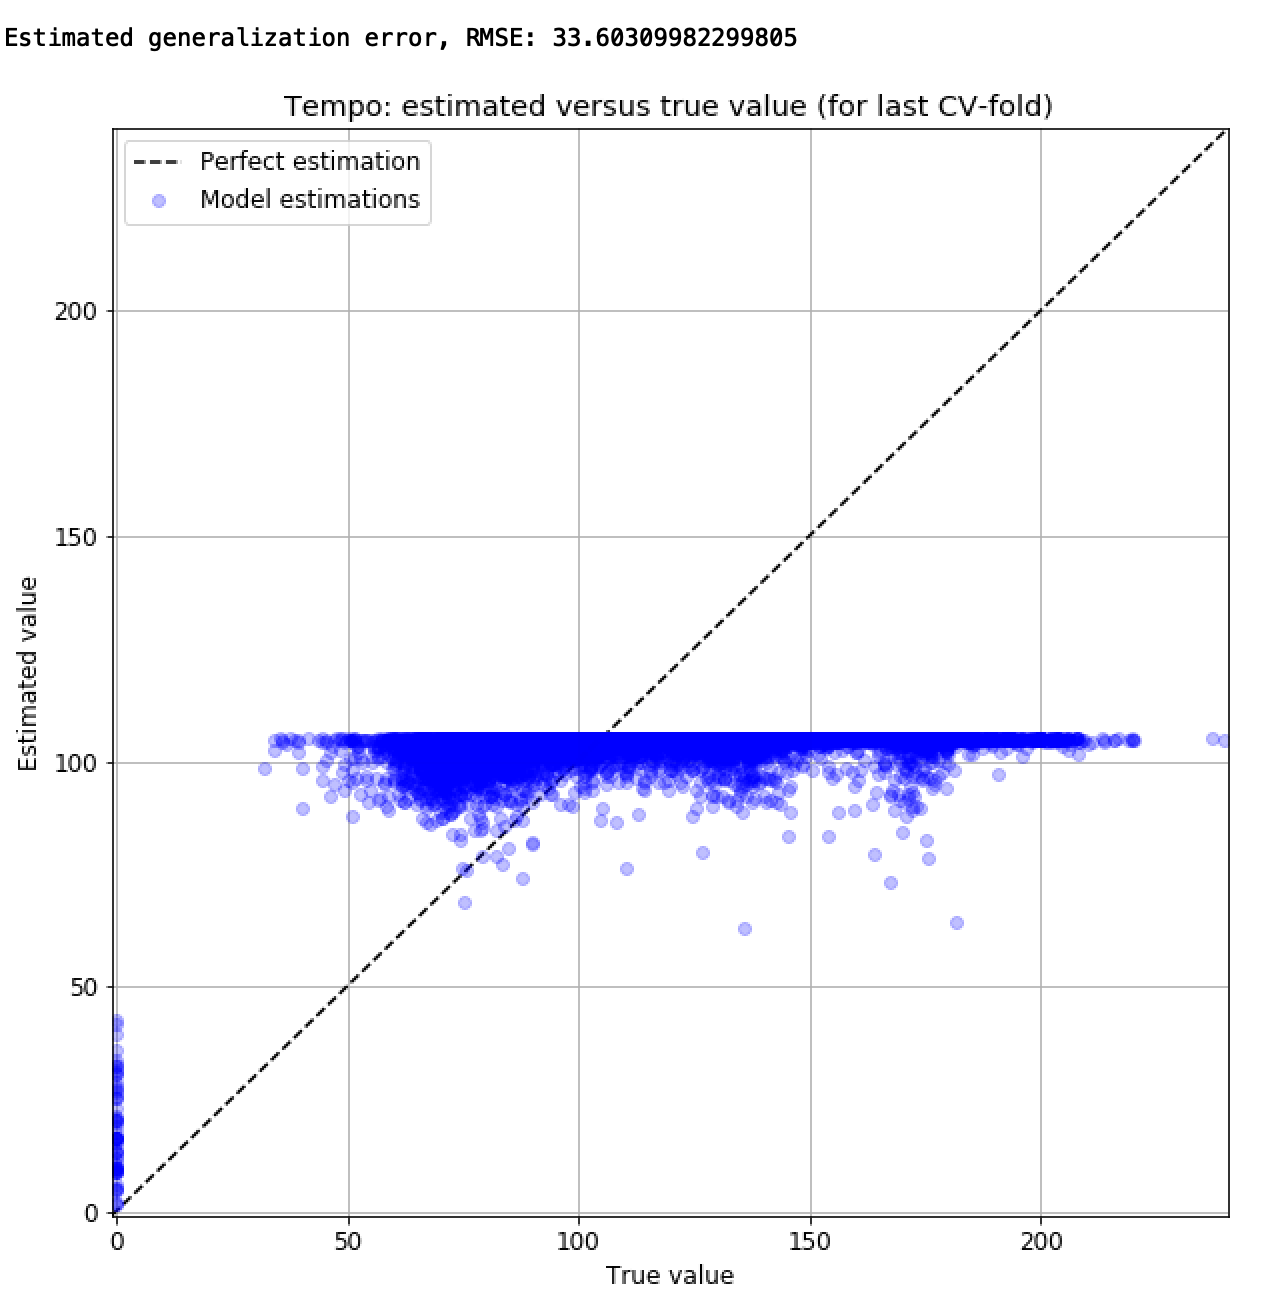 Estimated generalization error, RMSE: 33.60309982299805
Tempo: estimated versus true value (for last CV-fold)
Perfect estimation
Model estimations
200
150
100
50
0
Estimated value
0 50 100 150 200
True value